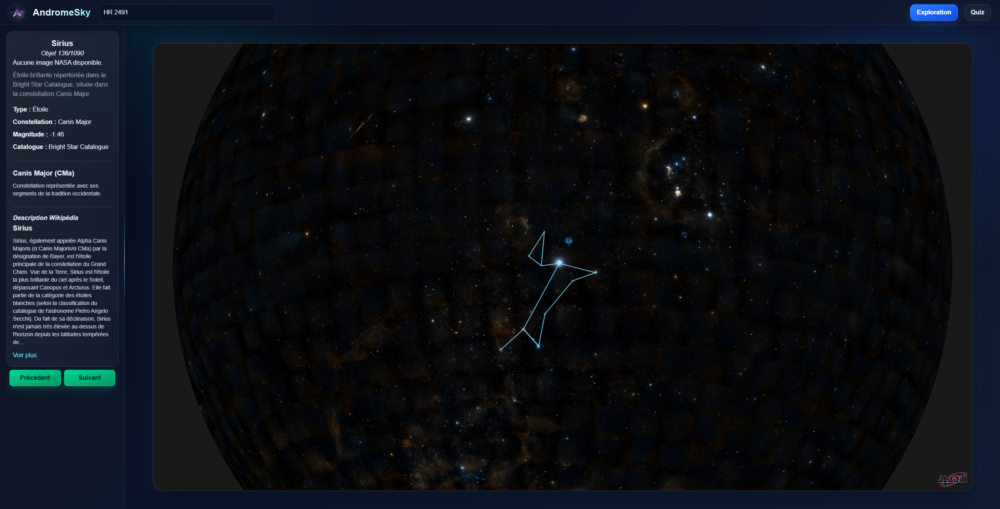 AndromeSky
HR 2491
Exploration
Quiz
Sirius
Objet 136/1090
Aucune image NASA disponible.
Étoile brillante répertoriée dans le
Bright Star Catalogue, située dans
la constellation Canis Major.
Type : Étoile
Constellation : Canis Major
Magnitude : -1.46
Catalogue : Bright Star Catalogue
Canis Major (CMa)
Constellation représentée avec ses
segments de la tradition occidentale.
Description Wikipédia
Sirius
Sirius, également appelée Alpha Canis
Majoris (α Canis Majoris/α CMa) par la
désignation de Bayer, est l'étoile
principale de la constellation du Grand
Chien. Vue de la Terre, Sirius est l'étoile
la plus brillante du ciel après le Soleil,
dépassant Canopus et Arcturus. Elle fait
partie de la catégorie des étoiles
blanches (selon la classification du
catalogue de l'astronome Pietro Angelo
Secchi). Du fait de sa déclinaison, Sirius
n'est jamais très élevée au-dessus de
l'horizon depuis les latitudes tempérées
de…
Voir plus
Précédent
Suivant
ALADIN